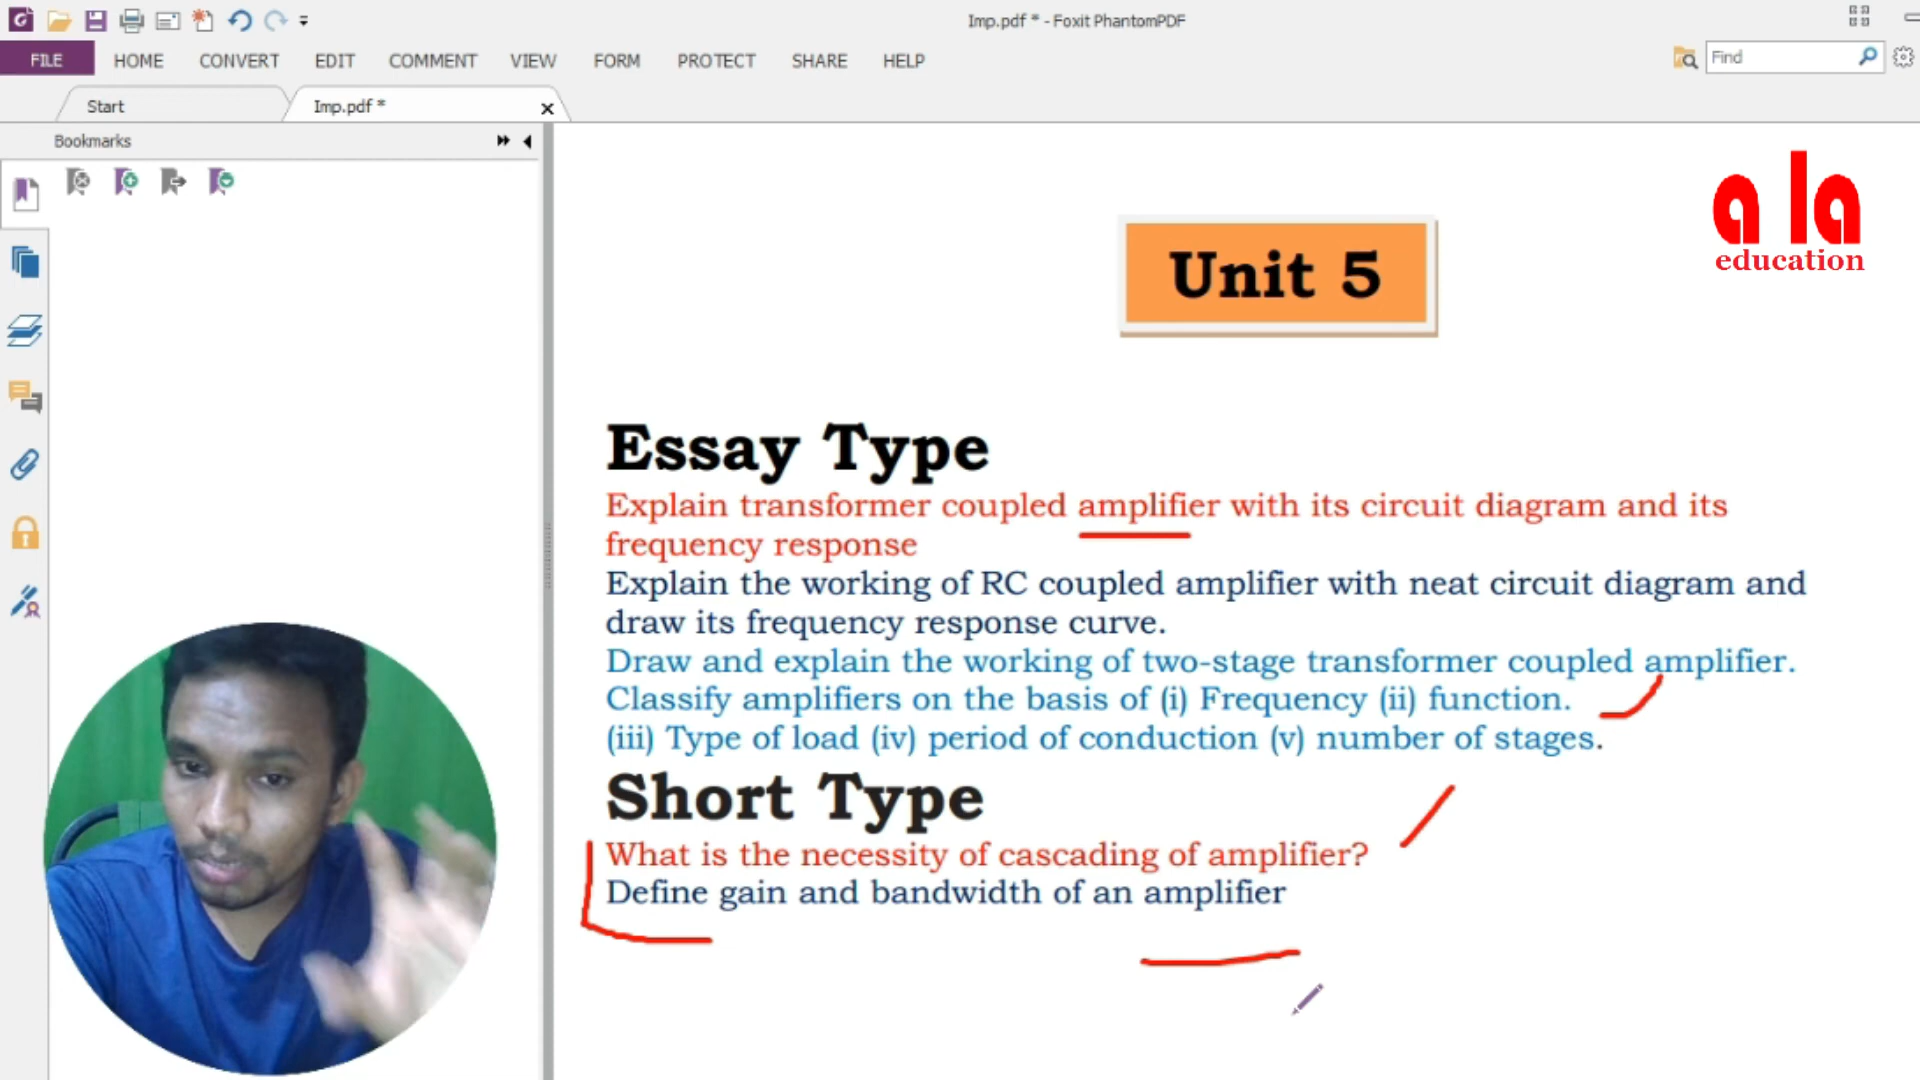 Imp.pdf * - Foxit PhantomPDF
FILE HOME CONVERT EDIT COMMENT VIEW FORM PROTECT SHARE HELP
Find
Start
Imp.pdf *
Bookmarks
a la
education
Unit 5
Essay Type
Explain transformer coupled amplifier with its circuit diagram and its
frequency response
Explain the working of RC coupled amplifier with neat circuit diagram and
draw its frequency response curve.
Draw and explain the working of two-stage transformer coupled amplifier.
Classify amplifiers on the basis of (i) Frequency (ii) function.
(iii) Type of load (iv) period of conduction (v) number of stages.
Short Type
What is the necessity of cascading of amplifier?
Define gain and bandwidth of an amplifier